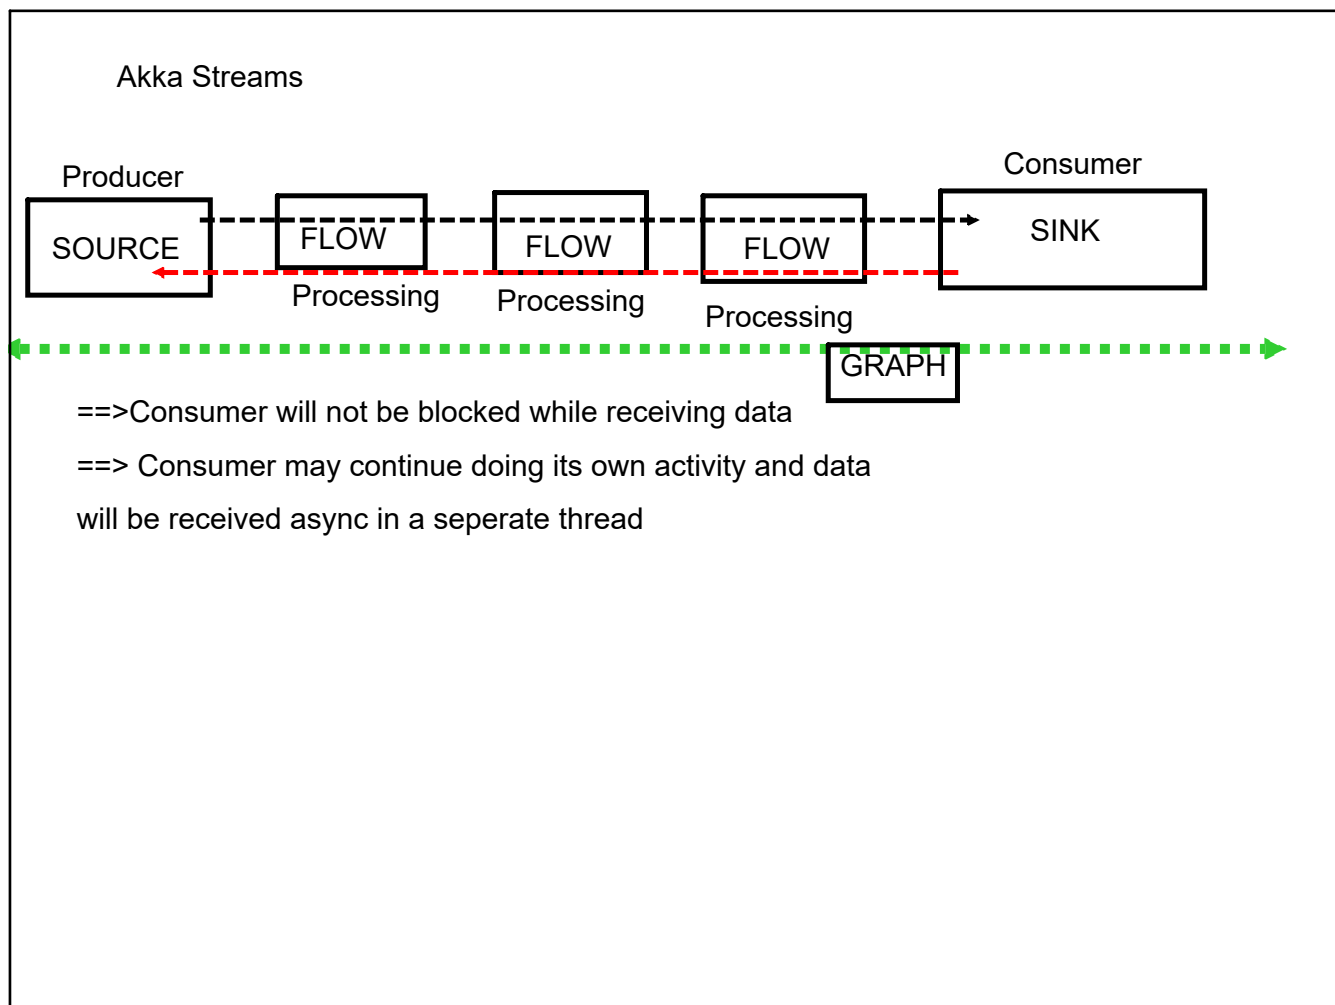 Akka Streams
Producer
Consumer
SOURCE
FLOW
FLOW
FLOW
SINK
Processing
Processing
Processing
GRAPH
==>Consumer will not be blocked while receiving data
==> Consumer may continue doing its own activity and data
will be received async in a seperate thread